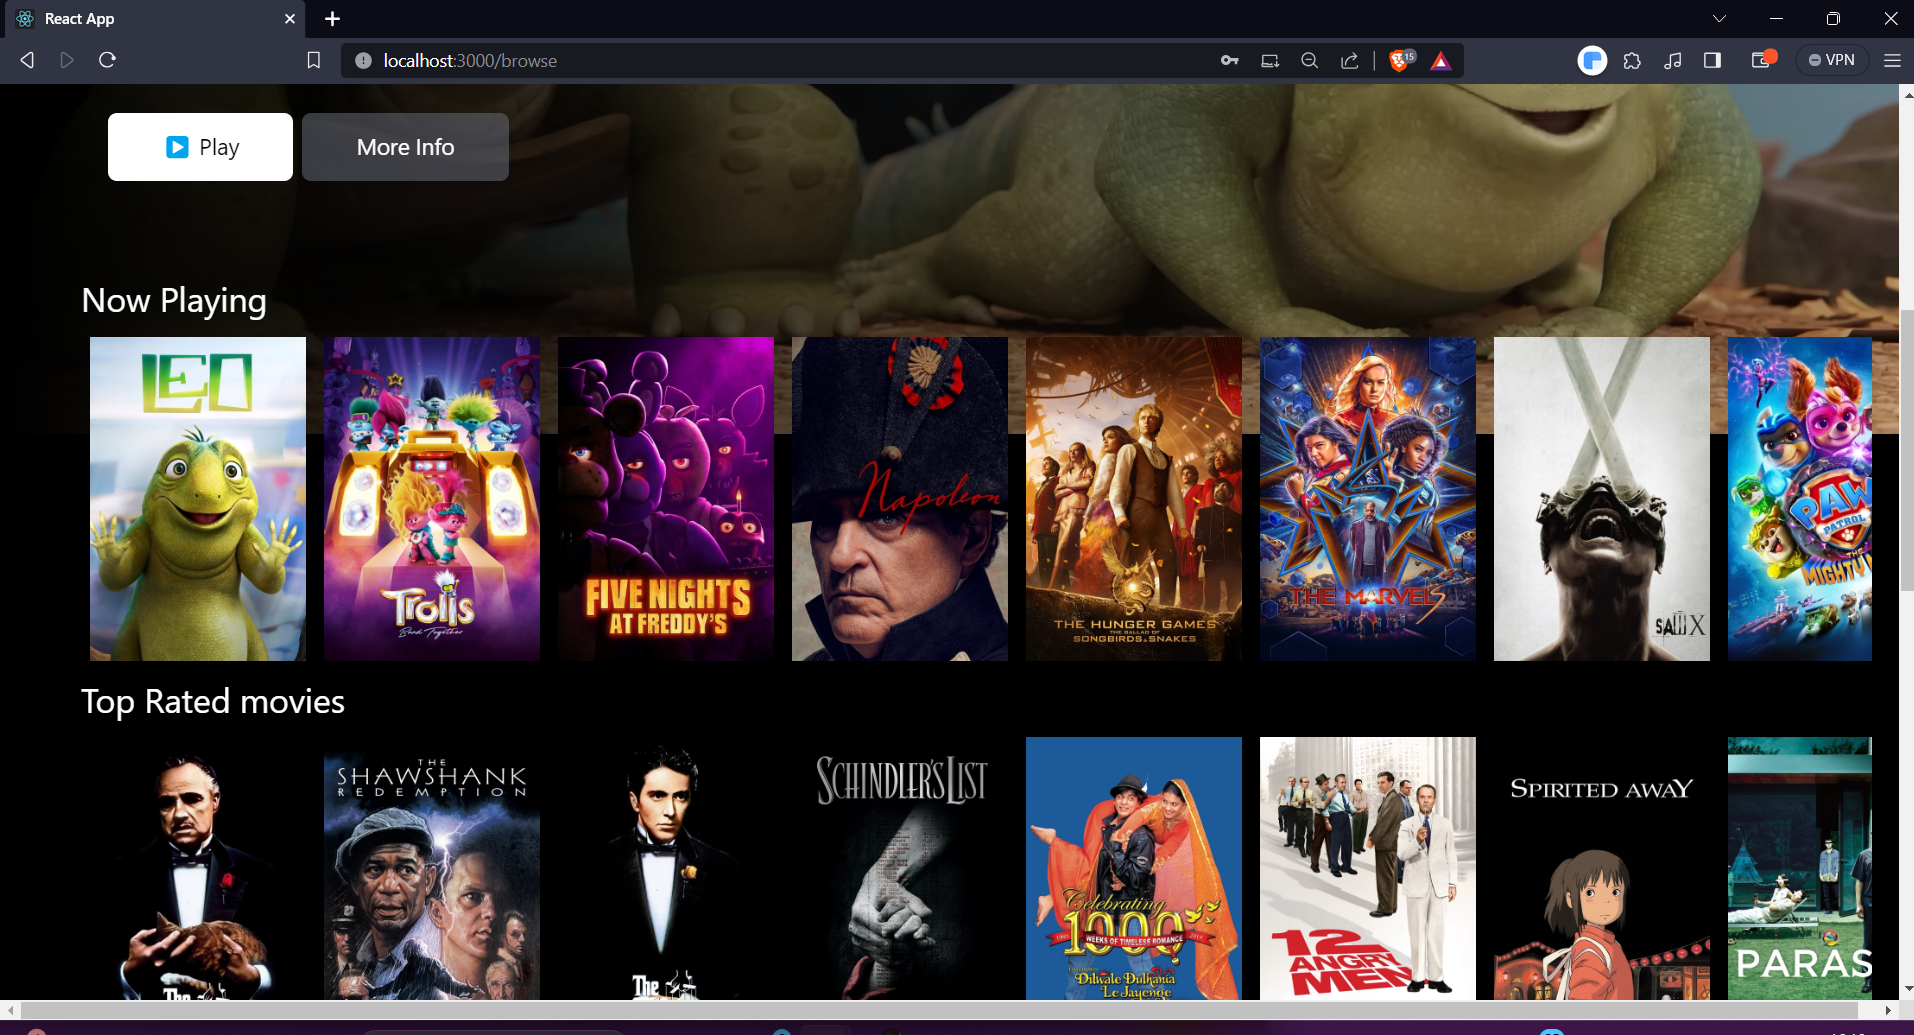 React App
localhost:3000/browse
15
VPN
Play
More Info
Now Playing
LEO
Trolls
Band Together
FIVE NIGHTS
AT FREDDY'S
Napoleon
THE HUNGER GAMES
THE BALLAD OF
SONGBIRDS & SNAKES
THE MARVELS
SAW X
PAW
PATROL
THE
MIGHTY M
Top Rated movies
THE
SHAWSHANK
REDEMPTION
The
The
SCHINDLER'S LIST
Celebrating
1000
WEEKS OF TIMELESS ROMANCE
Dilwale Dulhania
Le Jayenge
12
ANGRY
MEN
SPIRITED AWAY
PARAS